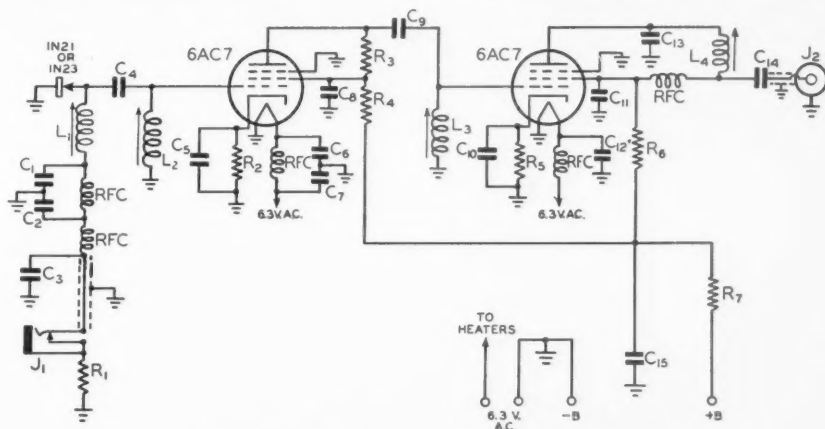 IN21
OR
IN23
C4
L1
L2
C1
C2
RFC
RFC
C3
J1
R1
6AC7
C5
R2
RFC
C6
C7
6.3V.A.C.
C8
R3
R4
C9
L3
6AC7
C10
R5
RFC
C12
6.3V.A.C.
C11
RFC
R6
C13
L4
C14
J2
R7
C15
TO
HEATERS
6.3 V.
A.C.
-B
+B